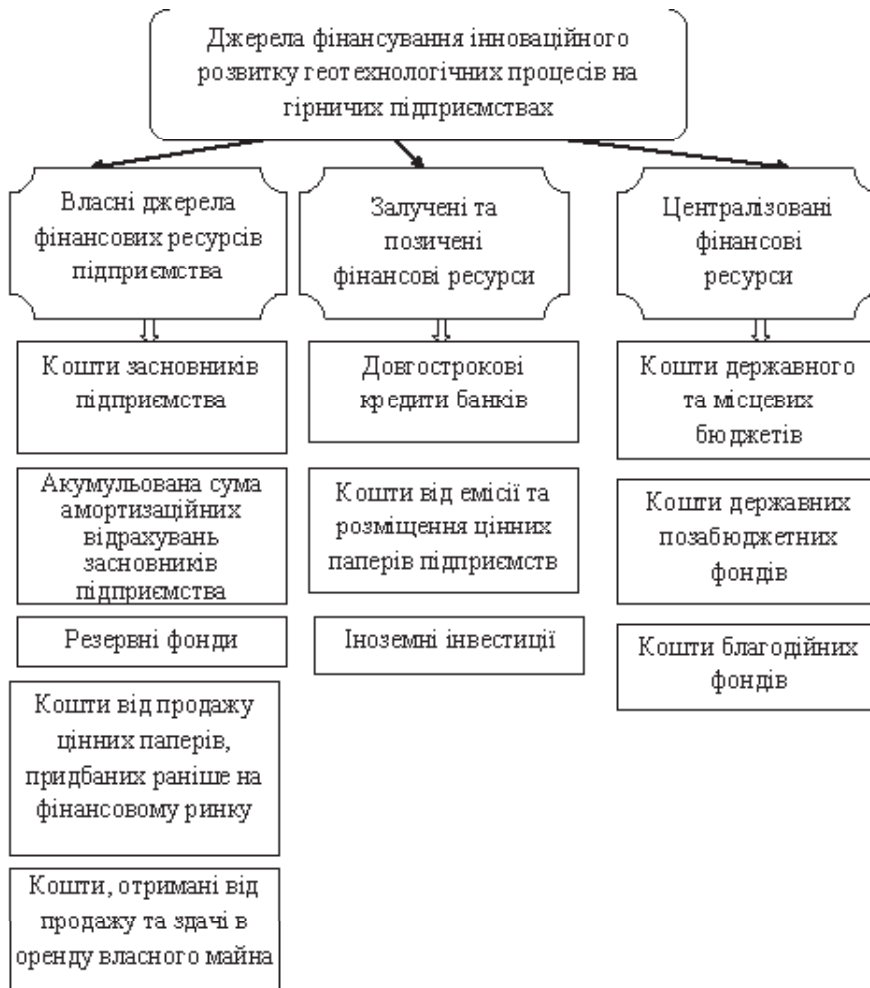 Джерела фінансування інноваційного
розвитку геотехнологічних процесів на
гірничих підприємствах
Власні джерела
фінансових ресурсів
підприємства
Кошти засновників
підприємства
Акумульована сума
амортизаційних
відрахувань
засновників
підприємства
Резервні фонди
Кошти від продажу
цінних паперів,
придбаних раніше на
фінансовому ринку
Кошти, отримані від
продажу та здачі в
оренду власного майна
Залучені та
позичені
фінансові ресурси
Довгострокові
кредити банків
Кошти від емісії та
розміщення цінних
паперів підприємств
Іноземні інвестиції
Централізовані
фінансові
ресурси
Кошти державного
та місцевих
бюджетів
Кошти державних
позабюджетних
фондів
Кошти благодійних
фондів